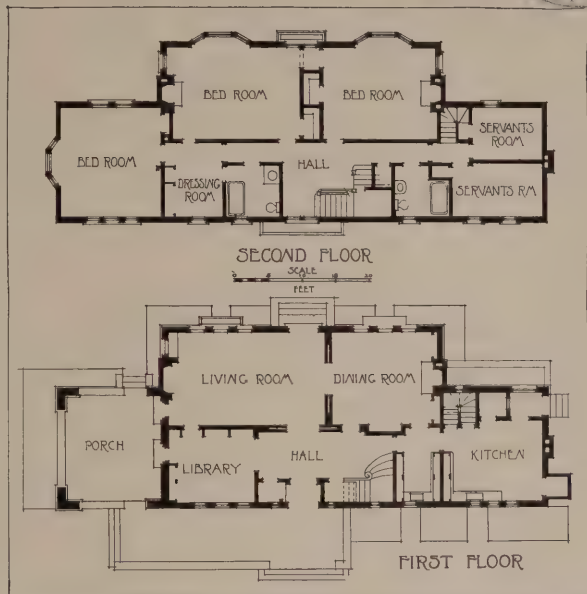 BED ROOM
BED ROOM
BED ROOM
SERVANTS
ROOM
HALL
DRESSING
ROOM
SERVANTS RM
SECOND FLOOR
SCALE
FEET
LIVING ROOM
DINING ROOM
PORCH
HALL
KITCHEN
LIBRARY
FIRST FLOOR